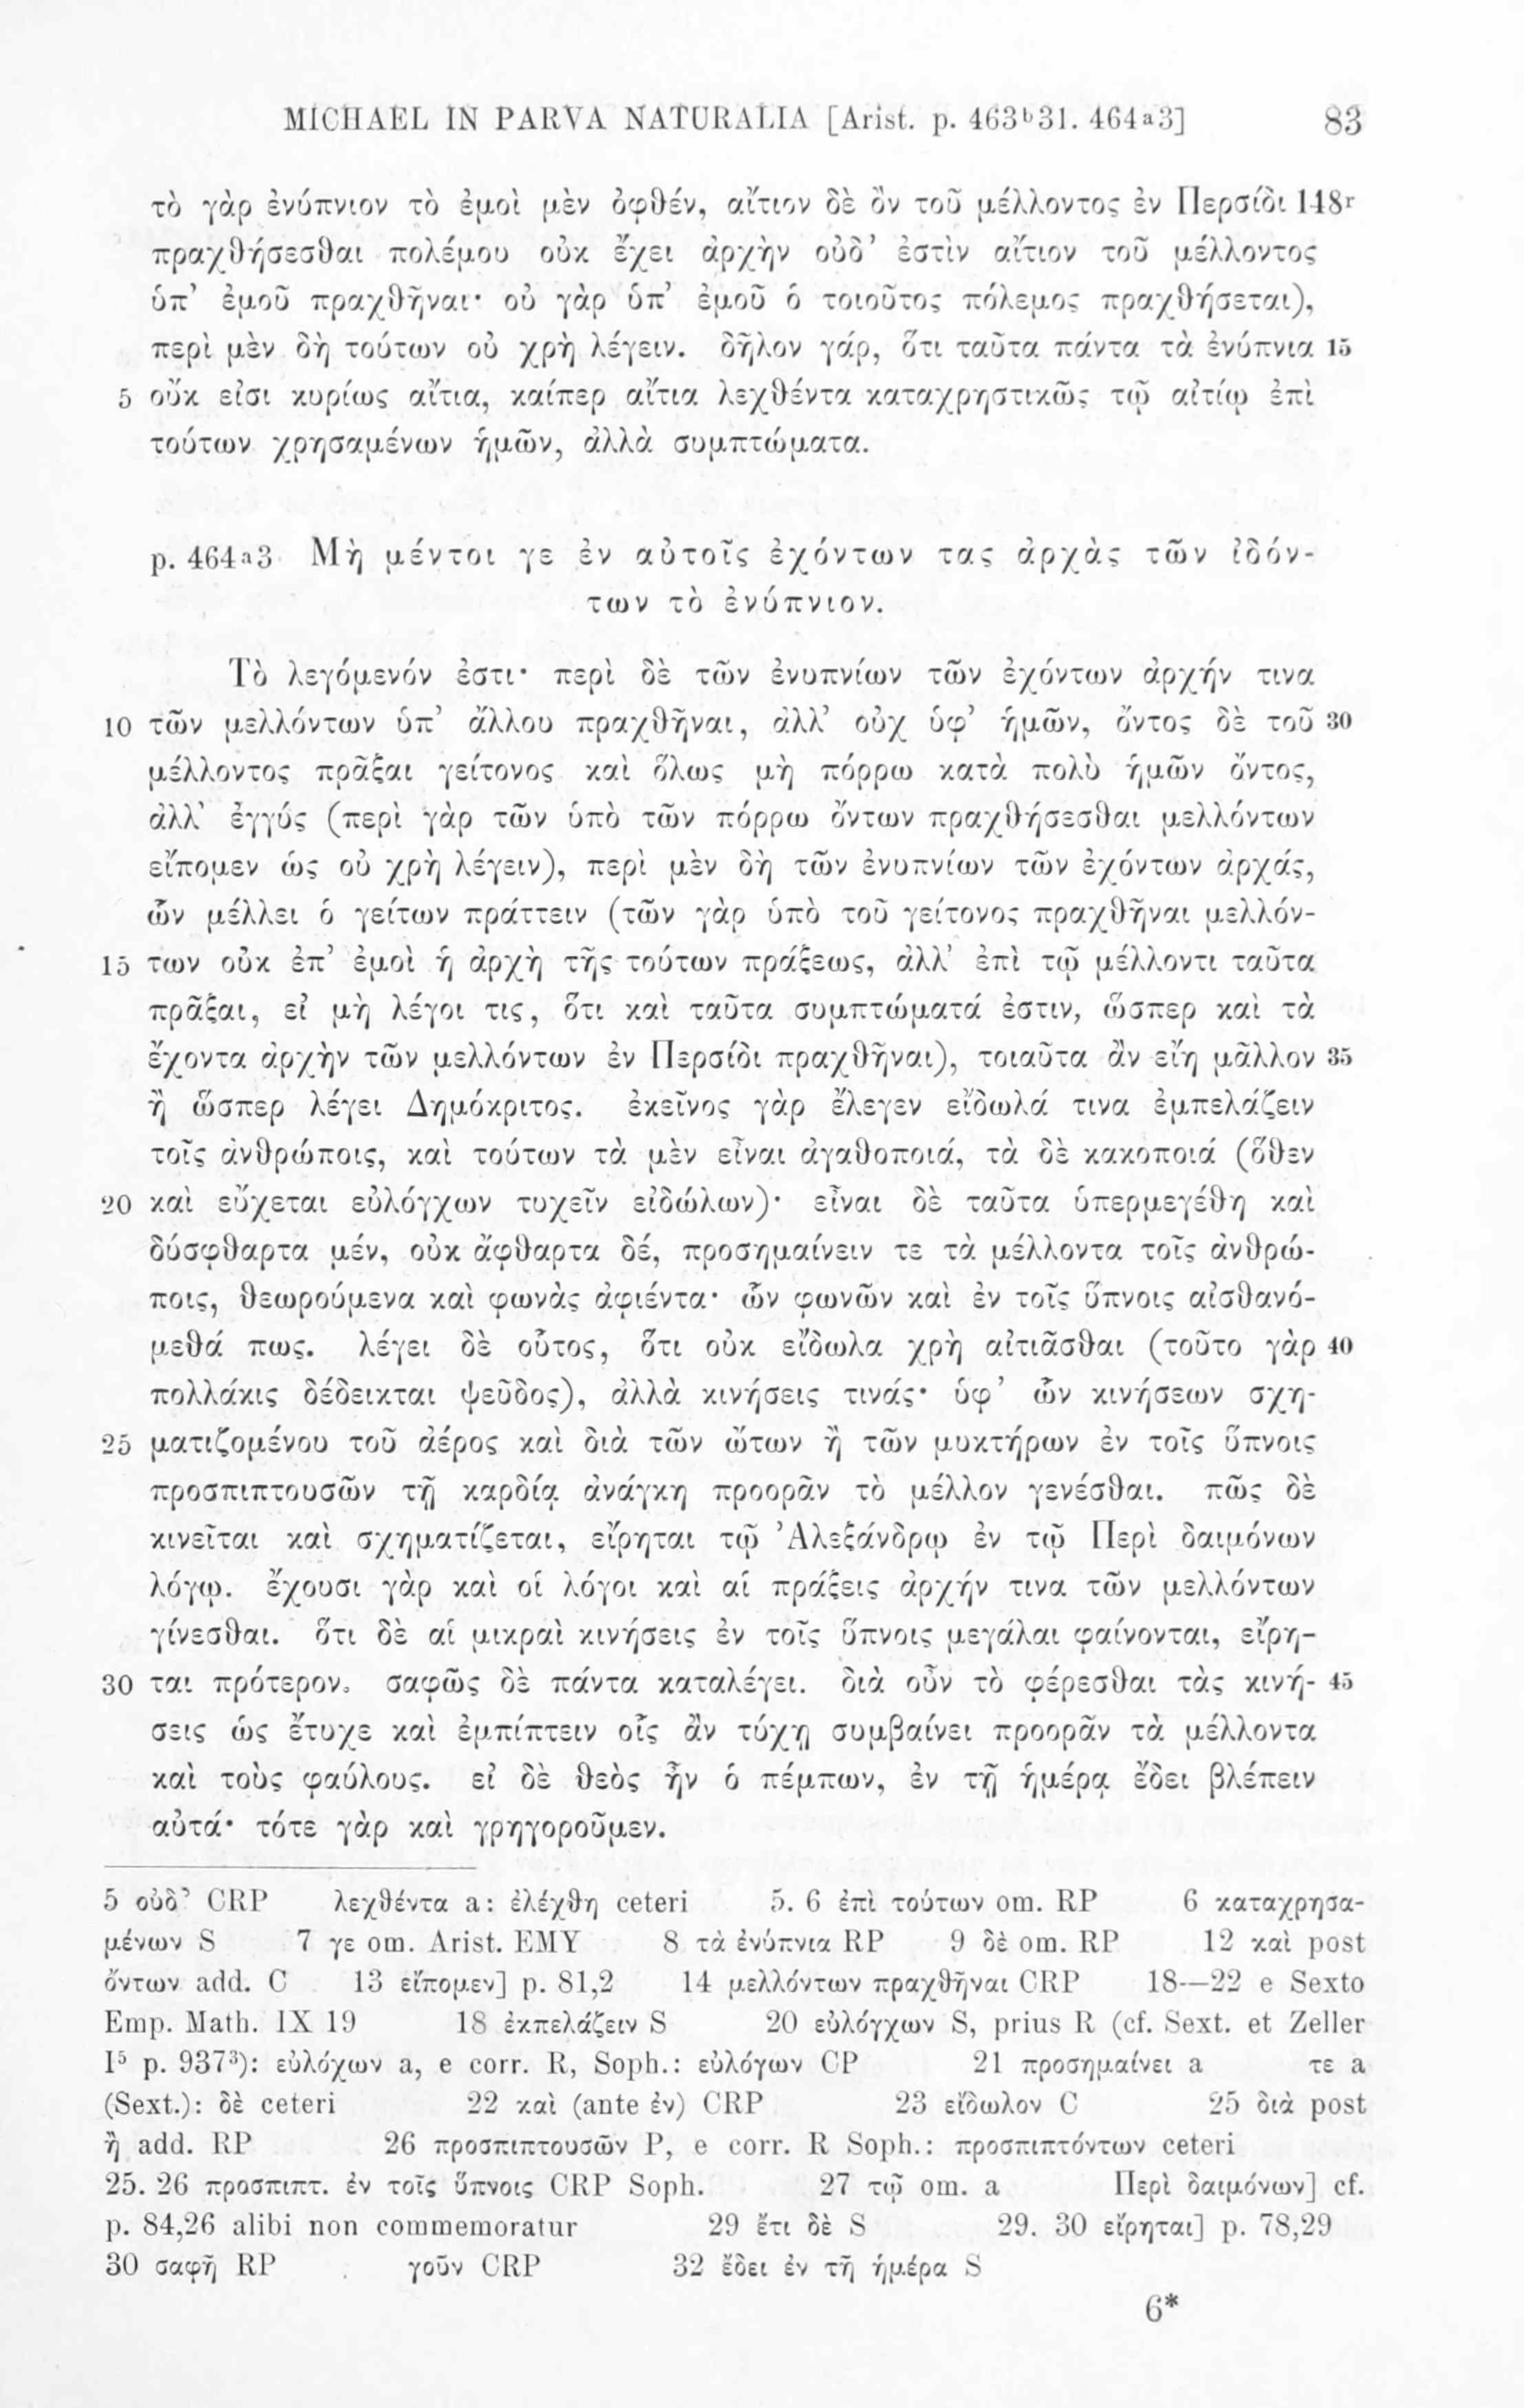 MICHAEL IN PARVA NATURALIA [Arist. p. 463b31. 464a3] 83
τὸ γὰρ ἐνύπνιον τὸ ἐμοὶ μὲν ὀφθέν, αἴτιον δὲ ὂν τοῦ μέλλοντος ἐν Περσίδι 148r
πραχθήσεσθαι πολέμου οὐκ ἔχει ἀρχὴν οὐδ’ ἐστὶν αἴτιον τοῦ μέλλοντος
ὑπ’ ἐμοῦ πραχθῆναι· οὐ γὰρ ὑπ’ ἐμοῦ ὁ τοιοῦτος πόλεμος πραχθήσεται),
περὶ μὲν δὴ τούτων οὐ χρὴ λέγειν. δῆλον γάρ, ὅτι ταῦτα πάντα τὰ ἐνύπνια 15
5 οὔκ εἰσι κυρίως αἴτια, καίπερ αἴτια λεχθέντα καταχρηστικῶς τῷ αἰτίῳ ἐπὶ
τούτων χρησαμένων ἡμῶν, ἀλλὰ συμπτώματα.
p. 464a3 Μὴ μέντοι γε ἐν αὐτοῖς ἐχόντων τας ἀρχὰς τῶν ἰδόν-
των τὸ ἐνύπνιον.
Τὸ λεγόμενόν ἐστι· περὶ δὲ τῶν ἐνυπνίων τῶν ἐχόντων ἀρχήν τινα
10 τῶν μελλόντων ὑπ’ ἄλλου πραχθῆναι, ἀλλ’ οὐχ ὑφ’ ἡμῶν, ὄντος δὲ τοῦ 30
μέλλοντος πρᾶξαι γείτονος καὶ ὅλως μὴ πόρρω κατὰ πολὺ ἡμῶν ὄντος,
ἀλλ’ ἐγγύς (περὶ γὰρ τῶν ὑπὸ τῶν πόρρω ὄντων πραχθήσεσθαι μελλόντων
εἴπομεν ὡς οὐ χρὴ λέγειν), περὶ μὲν δὴ τῶν ἐνυπνίων τῶν ἐχόντων ἀρχάς,
ὧν μέλλει ὁ γείτων πράττειν (τῶν γὰρ ὑπὸ τοῦ γείτονος πραχθῆναι μελλόν-
15 των οὐκ ἐπ’ ἐμοὶ ἡ ἀρχὴ τῆς τούτων πράξεως, ἀλλ’ ἐπὶ τῷ μέλλοντι ταῦτα
πρᾶξαι, εἰ μὴ λέγοι τις, ὅτι καὶ ταῦτα συμπτώματά ἐστιν, ὥσπερ καὶ τὰ
ἔχοντα ἀρχὴν τῶν μελλόντων ἐν Περσίδι πραχθῆναι), τοιαῦτα ἂν εἴη μᾶλλον 35
ἢ ὥσπερ λέγει Δημόκριτος. ἐκεῖνος γὰρ ἔλεγεν εἴδωλά τινα ἐμπελάζειν
τοῖς ἀνθρώποις, καὶ τούτων τὰ μὲν εἶναι ἀγαθοποιά, τὰ δὲ κακοποιά (ὅθεν
20 καὶ εὔχεται εὐλόγχων τυχεῖν εἰδώλων)· εἶναι δὲ ταῦτα ὑπερμεγέθη καὶ
δύσφθαρτα μέν, οὐκ ἄφθαρτα δέ, προσημαίνειν τε τὰ μέλλοντα τοῖς ἀνθρώ-
ποις, θεωρούμενα καὶ φωνὰς ἀφιέντα· ὧν φωνῶν καὶ ἐν τοῖς ὕπνοις αἰσθανό-
μεθά πως. λέγει δὲ οὗτος, ὅτι οὐκ εἴδωλα χρὴ αἰτιᾶσθαι (τοῦτο γὰρ 40
πολλάκις δέδεικται ψεῦδος), ἀλλὰ κινήσεις τινάς· ὑφ’ ὧν κινήσεων σχη-
25 ματιζομένου τοῦ ἀέρος καὶ διὰ τῶν ὤτων ἢ τῶν μυκτήρων ἐν τοῖς ὕπνοις
προσπιπτουσῶν τῇ καρδίᾳ ἀνάγκη προορᾶν τὸ μέλλον γενέσθαι. πῶς δὲ
κινεῖται καὶ σχηματίζεται, εἴρηται τῷ Ἀλεξάνδρῳ ἐν τῷ Περὶ δαιμόνων
λόγῳ. ἔχουσι γὰρ καὶ οἱ λόγοι καὶ αἱ πράξεις ἀρχήν τινα τῶν μελλόντων
γίνεσθαι. ὅτι δὲ αἱ μικραὶ κινήσεις ἐν τοῖς ὕπνοις μεγάλαι φαίνονται, εἴρη-
30 ται πρότερον. σαφῶς δὲ πάντα καταλέγει. διὰ οὖν τὸ φέρεσθαι τὰς κινή- 45
σεις ὡς ἔτυχε καὶ ἐμπίπτειν οἷς ἂν τύχῃ συμβαίνει προορᾶν τὰ μέλλοντα
καὶ τοὺς φαύλους. εἰ δὲ θεὸς ἦν ὁ πέμπων, ἐν τῇ ἡμέρᾳ ἔδει βλέπειν
αὐτά· τότε γὰρ καὶ γρηγοροῦμεν.
5 οὐδ’ CRP λεχθέντα a: ἐλέχθη ceteri 5. 6 ἐπὶ τούτων om. RP 6 καταχρησα-
μένων S 7 γε om. Arist. EMY 8 τὰ ἐνύπνια RP 9 δὲ om. RP 12 καὶ post
ὄντων add. C 13 εἴπομεν] p. 81,2 14 μελλόντων πραχθῆναι CRP 18—22 e Sexto
Emp. Math. IX 19 18 ἐκπελάζειν S 20 εὐλόγχων S, prius R (cf. Sext. et Zeller
I⁵ p. 937³): εὐλόχων a, e corr. R, Soph.: εὐλόγων CP 21 προσημαίνει a τε a
(Sext.): δὲ ceteri 22 καὶ (ante ἐν) CRP 23 εἴδωλον C 25 διὰ post
ἢ add. RP 26 προσπιπτουσῶν P, e corr. R Soph.: προσπιπτόντων ceteri
25. 26 προσπιπτ. ἐν τοῖς ὕπνοις CRP Soph. 27 τῷ om. a Περὶ δαιμόνων] cf.
p. 84,26 alibi non commemoratur 29 ἔτι δὲ S 29. 30 εἴρηται] p. 78,29
30 σαφῆ RP γοῦν CRP 32 ἔδει ἐν τῇ ἡμέρα S
6*